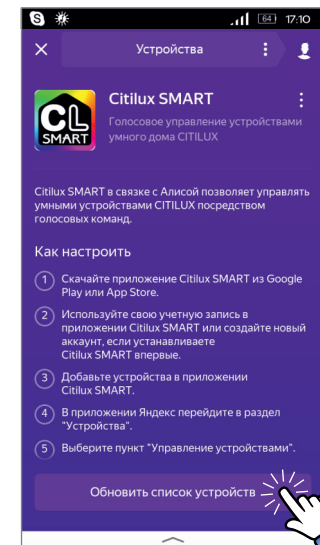 64 17:10
Устройства
Citilux SMART
CL
SMART
Голосовое управление устройствами
умного дома CITILUX
Citilux SMART в связке с Алисой позволяет управлять
умными устройствами CITILUX посредством
голосовых команд.
Как настроить
1 Скачайте приложение Citilux SMART из Google
Play или App Store.
2 Используйте свою учетную запись в
приложении Citilux SMART или создайте новый
аккаунт, если устанавливаете
Citilux SMART впервые.
3 Добавьте устройства в приложении
Citilux SMART.
4 В приложении Яндекс перейдите в раздел
"Устройства".
5 Выберите пункт "Управление устройствами".
Обновить список устройств